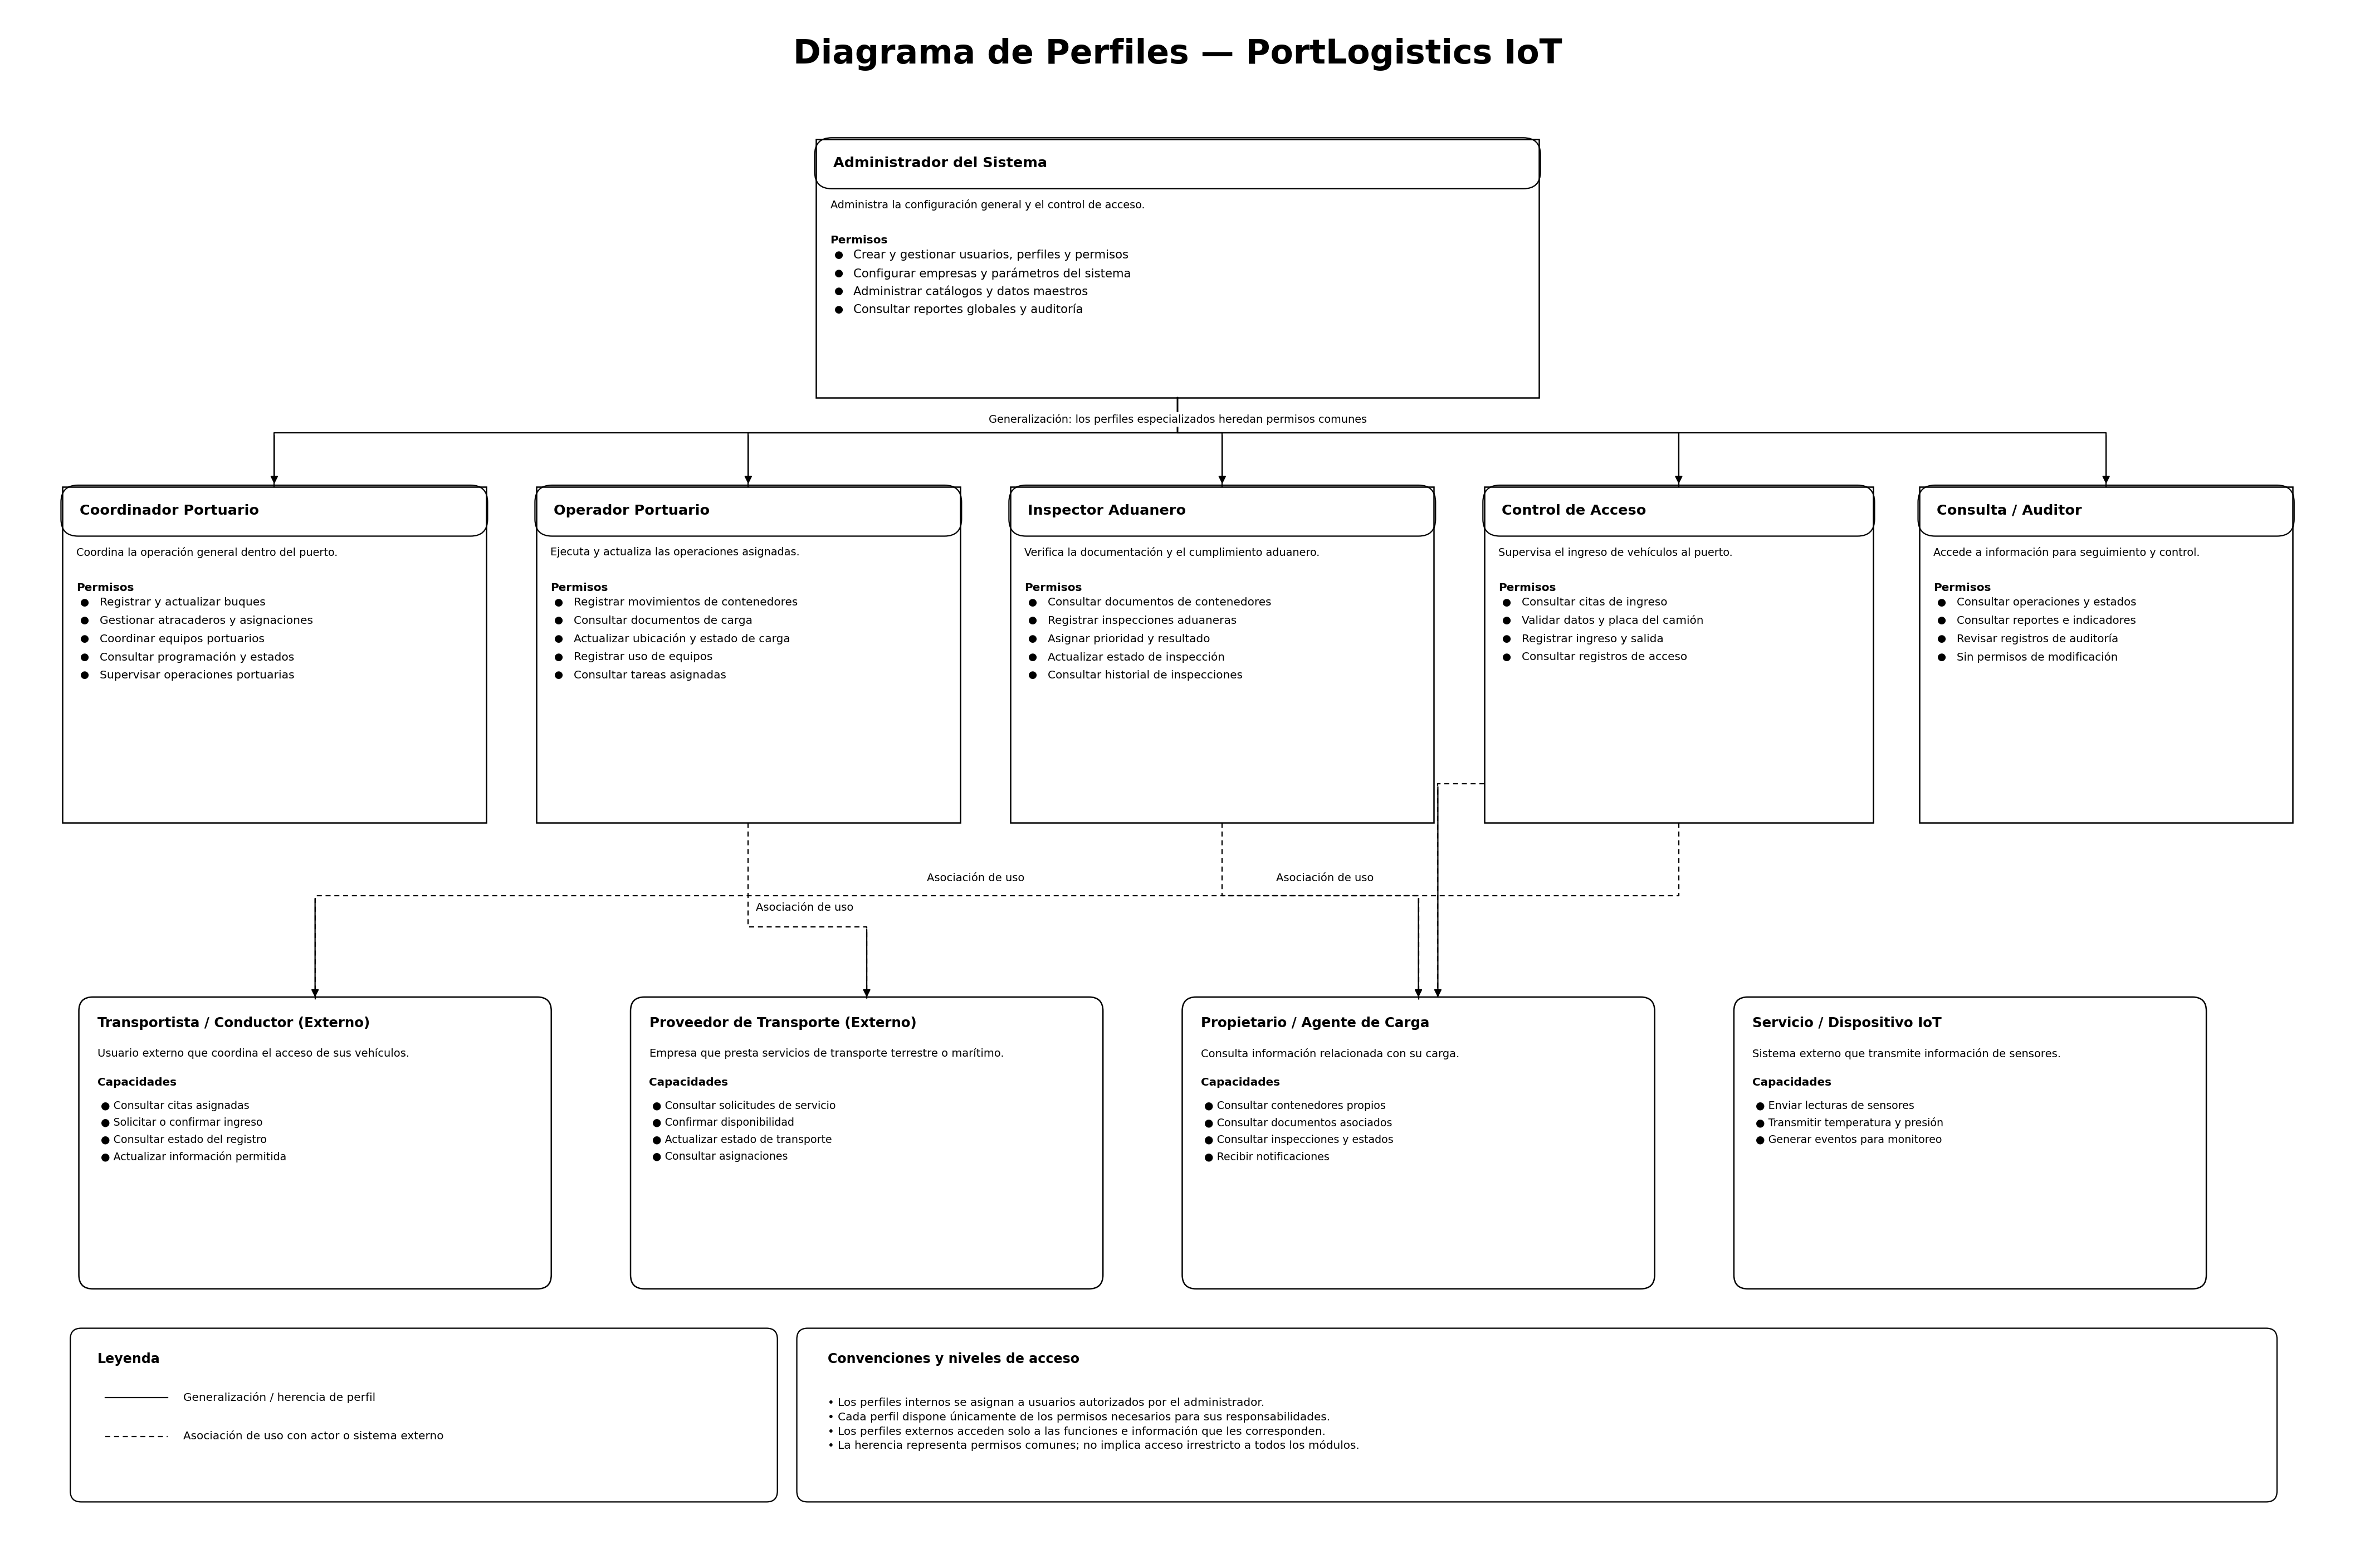 Diagrama de Perfiles — PortLogistics IoT
Administrador del Sistema
Administra la configuración general y el control de acceso.
Permisos
● Crear y gestionar usuarios, perfiles y permisos
● Configurar empresas y parámetros del sistema
● Administrar catálogos y datos maestros
● Consultar reportes globales y auditoría
Generalización: los perfiles especializados heredan permisos comunes
Coordinador Portuario
Coordina la operación general dentro del puerto.
Permisos
● Registrar y actualizar buques
● Gestionar atracaderos y asignaciones
● Coordinar equipos portuarios
● Consultar programación y estados
● Supervisar operaciones portuarias
Operador Portuario
Ejecuta y actualiza las operaciones asignadas.
Permisos
● Registrar movimientos de contenedores
● Consultar documentos de carga
● Actualizar ubicación y estado de carga
● Registrar uso de equipos
● Consultar tareas asignadas
Inspector Aduanero
Verifica la documentación y el cumplimiento aduanero.
Permisos
● Consultar documentos de contenedores
● Registrar inspecciones aduaneras
● Asignar prioridad y resultado
● Actualizar estado de inspección
● Consultar historial de inspecciones
Control de Acceso
Supervisa el ingreso de vehículos al puerto.
Permisos
● Consultar citas de ingreso
● Validar datos y placa del camión
● Registrar ingreso y salida
● Consultar registros de acceso
Consulta / Auditor
Accede a información para seguimiento y control.
Permisos
● Consultar operaciones y estados
● Consultar reportes e indicadores
● Revisar registros de auditoría
● Sin permisos de modificación
Asociación de uso
Asociación de uso
Asociación de uso
Transportista / Conductor (Externo)
Usuario externo que coordina el acceso de sus vehículos.
Capacidades
● Consultar citas asignadas
● Solicitar o confirmar ingreso
● Consultar estado del registro
● Actualizar información permitida
Proveedor de Transporte (Externo)
Empresa que presta servicios de transporte terrestre o marítimo.
Capacidades
● Consultar solicitudes de servicio
● Confirmar disponibilidad
● Actualizar estado de transporte
● Consultar asignaciones
Propietario / Agente de Carga
Consulta información relacionada con su carga.
Capacidades
● Consultar contenedores propios
● Consultar documentos asociados
● Consultar inspecciones y estados
● Recibir notificaciones
Servicio / Dispositivo IoT
Sistema externo que transmite información de sensores.
Capacidades
● Enviar lecturas de sensores
● Transmitir temperatura y presión
● Generar eventos para monitoreo
Leyenda
Generalización / herencia de perfil
Asociación de uso con actor o sistema externo
Convenciones y niveles de acceso
• Los perfiles internos se asignan a usuarios autorizados por el administrador.
• Cada perfil dispone únicamente de los permisos necesarios para sus responsabilidades.
• Los perfiles externos acceden solo a las funciones e información que les corresponden.
• La herencia representa permisos comunes; no implica acceso irrestricto a todos los módulos.